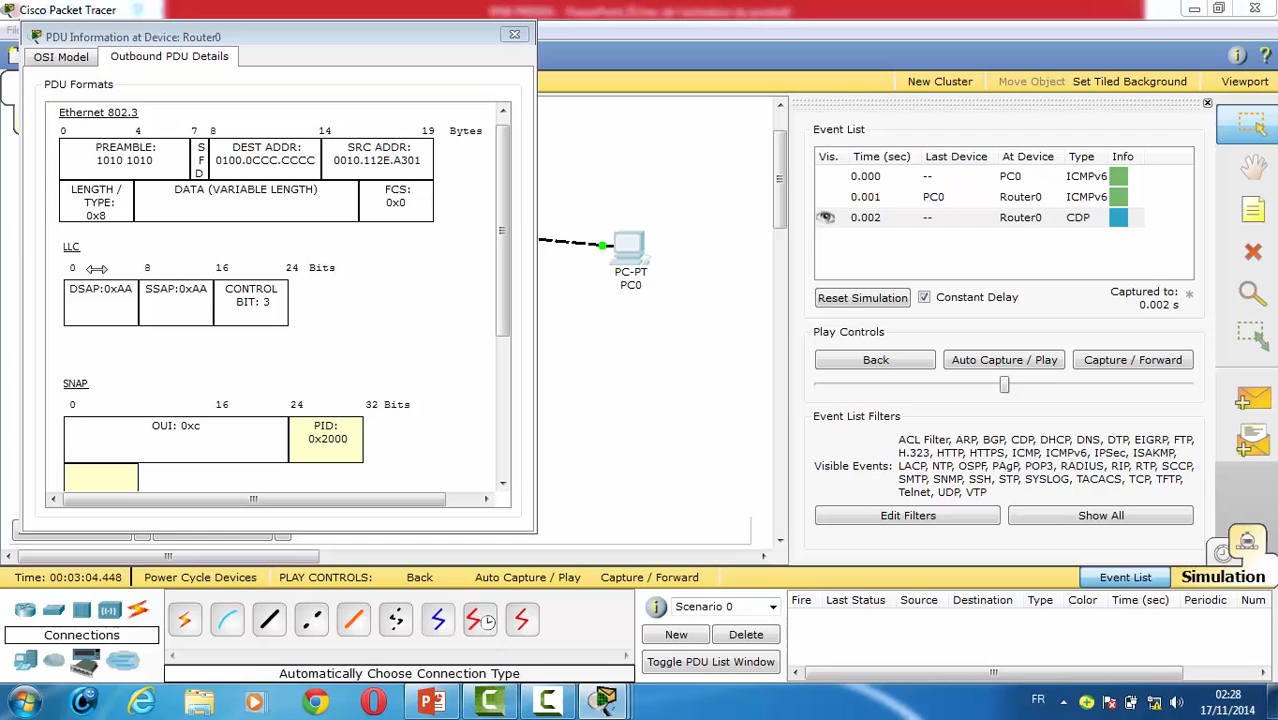 Cisco Packet Tracer
PDU Information at Device: Router0
OSI Model
Outbound PDU Details
PDU Formats
Ethernet 802.3
0 4 7 8 14 19 Bytes
PREAMBLE: 1010 1010
S F D
DEST ADDR: 0100.0CCC.CCCC
SRC ADDR: 0010.112E.A301
LENGTH / TYPE: 0x8
DATA (VARIABLE LENGTH)
FCS: 0x0
LLC
0 8 16 24 Bits
DSAP:0xAA
SSAP:0xAA
CONTROL BIT: 3
SNAP
0 16 24 32 Bits
OUI: 0xc
PID: 0x2000
PC-PT
PC0
New Cluster
Move Object
Set Tiled Background
Viewport
Event List
Vis. Time (sec) Last Device At Device Type Info
0.000 -- PC0 ICMPv6
0.001 PC0 Router0 ICMPv6
0.002 -- Router0 CDP
Reset Simulation
Constant Delay
Captured to: *
0.002 s
Play Controls
Back
Auto Capture / Play
Capture / Forward
Event List Filters
Visible Events:
ACL Filter, ARP, BGP, CDP, DHCP, DNS, DTP, EIGRP, FTP,
H.323, HTTP, HTTPS, ICMP, ICMPv6, IPSec, ISAKMP,
LACP, NTP, OSPF, PAgP, POP3, RADIUS, RIP, RTP, SCCP,
SMTP, SNMP, SSH, STP, SYSLOG, TACACS, TCP, TFTP,
Telnet, UDP, VTP
Edit Filters
Show All
Time: 00:03:04.448
Power Cycle Devices
PLAY CONTROLS:
Back
Auto Capture / Play
Capture / Forward
Event List
Simulation
Connections
Automatically Choose Connection Type
Scenario 0
New
Delete
Toggle PDU List Window
Fire Last Status Source Destination Type Color Time (sec) Periodic Num
FR
02:28
17/11/2014